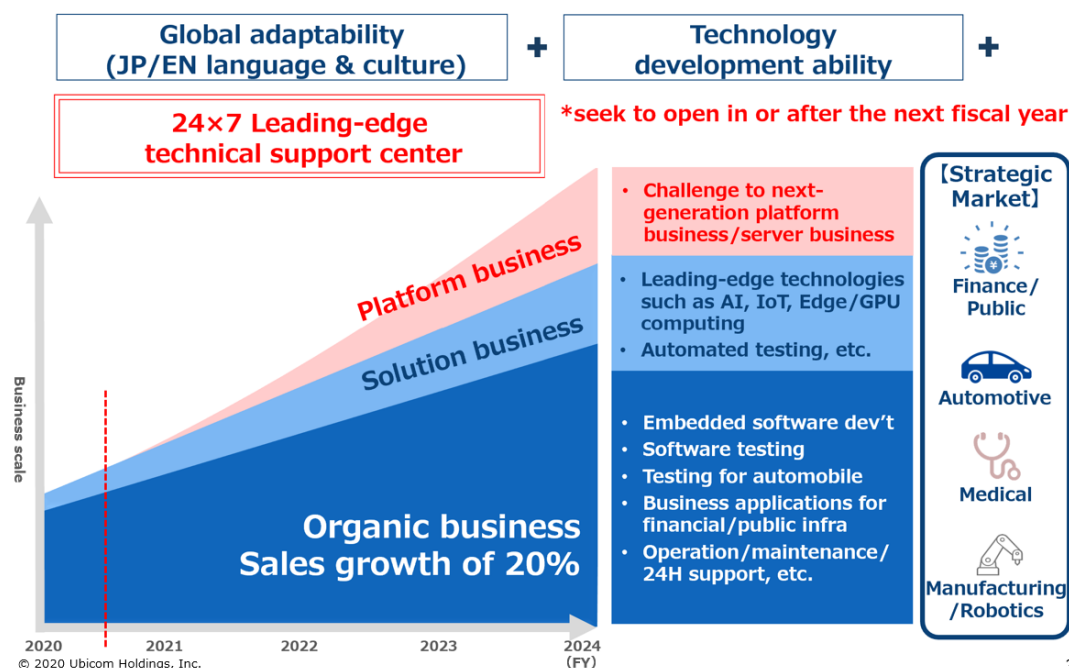 Global adaptability
(JP/EN language & culture)
+
Technology
development ability
+
24×7 Leading-edge
technical support center
*seek to open in or after the next fiscal year
Business scale
Platform business
Solution business
Organic business
Sales growth of 20%
• Challenge to next-
generation platform
business/server business
• Leading-edge technologies
such as AI, IoT, Edge/GPU
computing
• Automated testing, etc.
• Embedded software dev't
• Software testing
• Testing for automobile
• Business applications for
financial/public infra
• Operation/maintenance/
24H support, etc.
【Strategic
Market】
¥
Finance/
Public
Automotive
Medical
Manufacturing
/Robotics
2020
2021
2022
2023
2024
(FY)
© 2020 Ubicom Holdings, Inc.